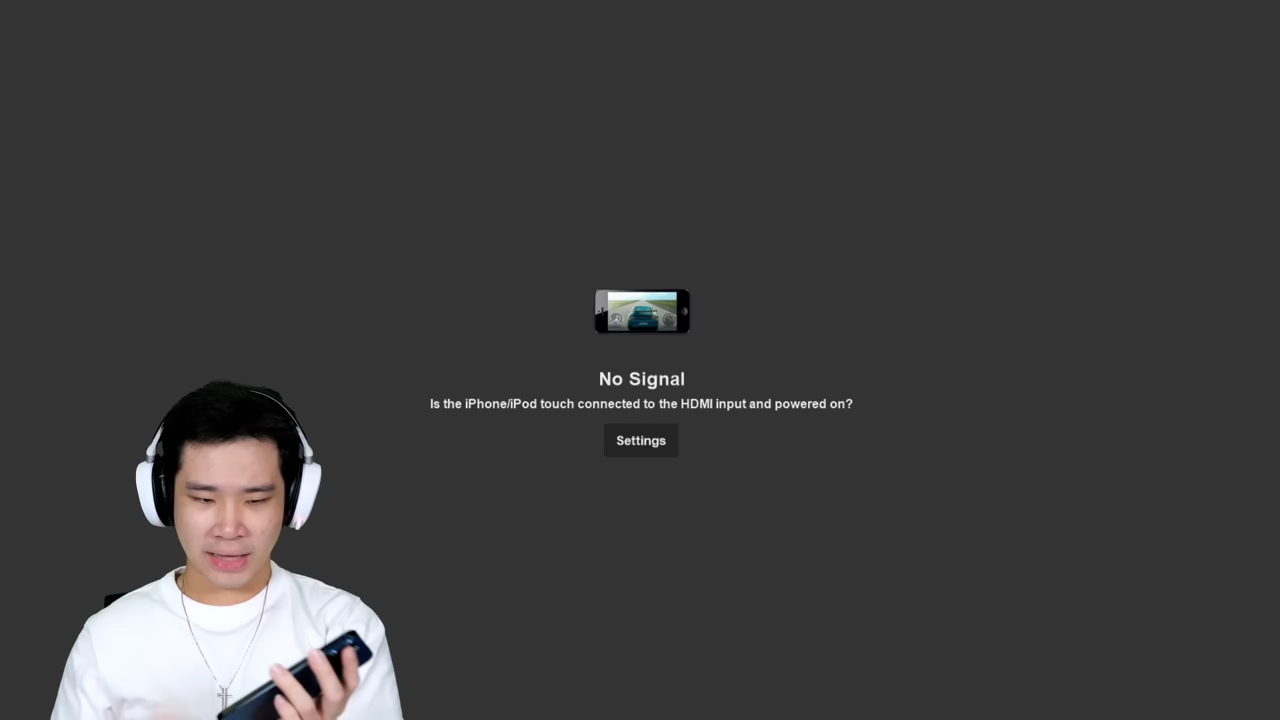 No Signal
Is the iPhone/iPod touch connected to the HDMI input and powered on?
Settings